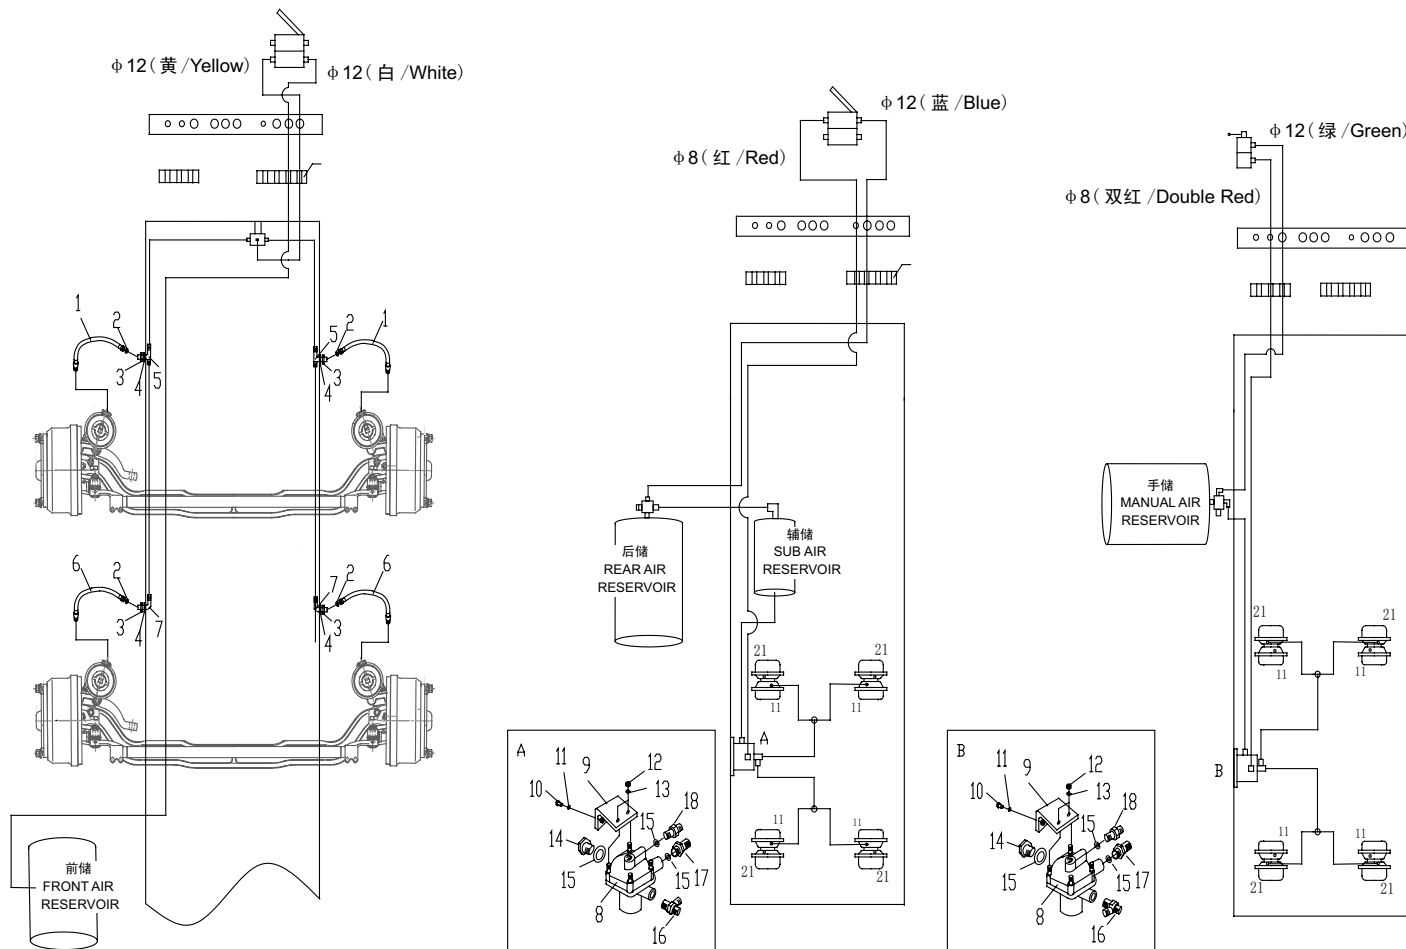 φ12(黄/Yellow)
φ12(白/White)
1
2
3
4
5
5
2
1
3
4
6
2
3
4
7
7
2
6
3
4
前储
FRONT AIR
RESERVOIR
φ8(红/Red)
φ12(蓝/Blue)
后储
REAR AIR
RESERVOIR
辅储
SUB AIR
RESERVOIR
21
21
11
11
A
11
11
21
21
A
9
12
11
10
13
18
14
15
15
15
17
8
16
φ12(绿/Green)
φ8(双红/Double Red)
手储
MANUAL AIR
RESERVOIR
21
21
11
11
B
11
11
21
21
B
9
12
11
10
13
18
14
15
15
15
17
8
16